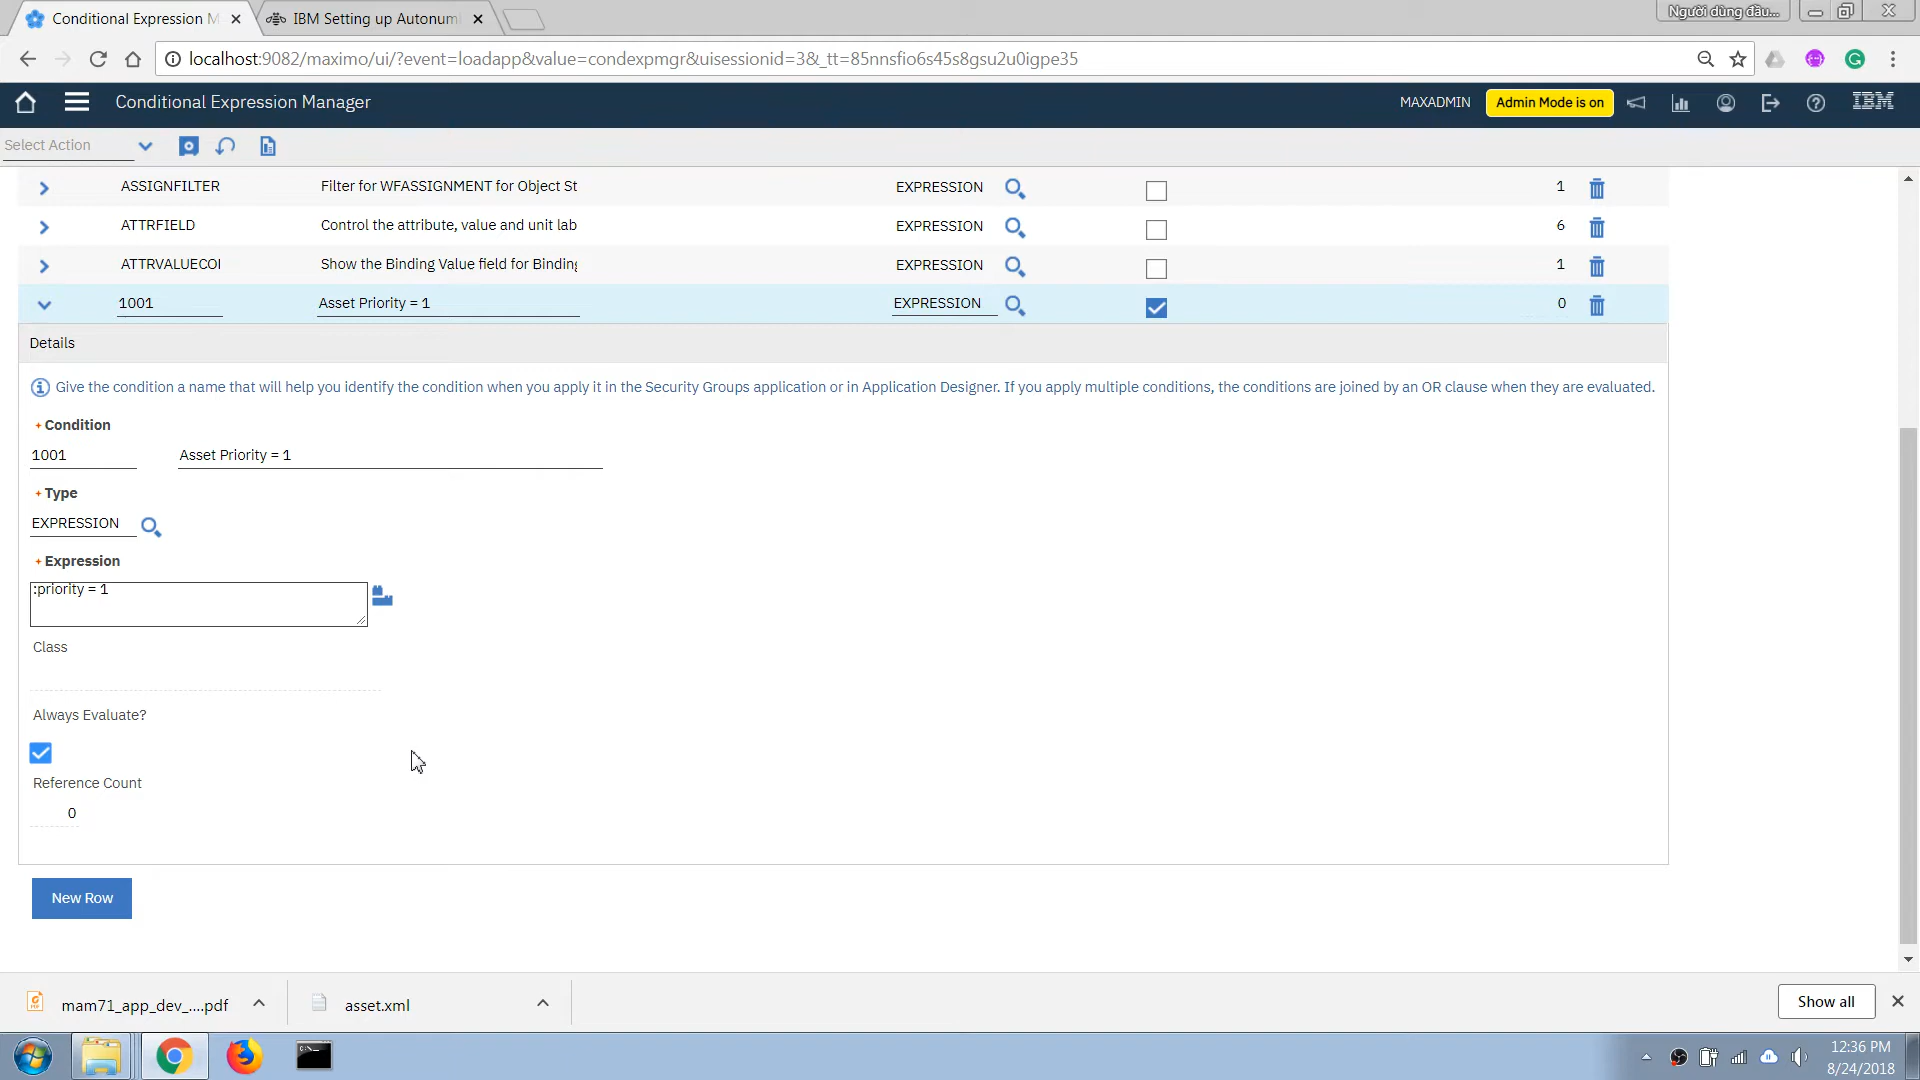 Conditional Expression M
IBM Setting up Autonum
Người dùng đầu...
localhost:9082/maximo/ui/?event=loadapp&value=condexpmgr&uisessionid=3&_tt=85nnsfio6s45s8gsu2u0igpe35
Conditional Expression Manager
MAXADMIN
Admin Mode is on
IBM
Select Action
ASSIGNFILTER Filter for WFASSIGNMENT for Object St EXPRESSION 1
ATTRFIELD Control the attribute, value and unit lab EXPRESSION 6
ATTRVALUECOI Show the Binding Value field for Binding EXPRESSION 1
1001 Asset Priority = 1 EXPRESSION 0
Details
Give the condition a name that will help you identify the condition when you apply it in the Security Groups application or in Application Designer. If you apply multiple conditions, the conditions are joined by an OR clause when they are evaluated.
Condition
1001 Asset Priority = 1
Type
EXPRESSION
Expression
:priority = 1
Class
Always Evaluate?
Reference Count
0
New Row
mam71_app_dev_....pdf
asset.xml
Show all
12:36 PM
8/24/2018